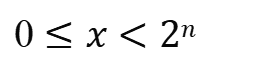 0 ≤ x < 2ⁿ